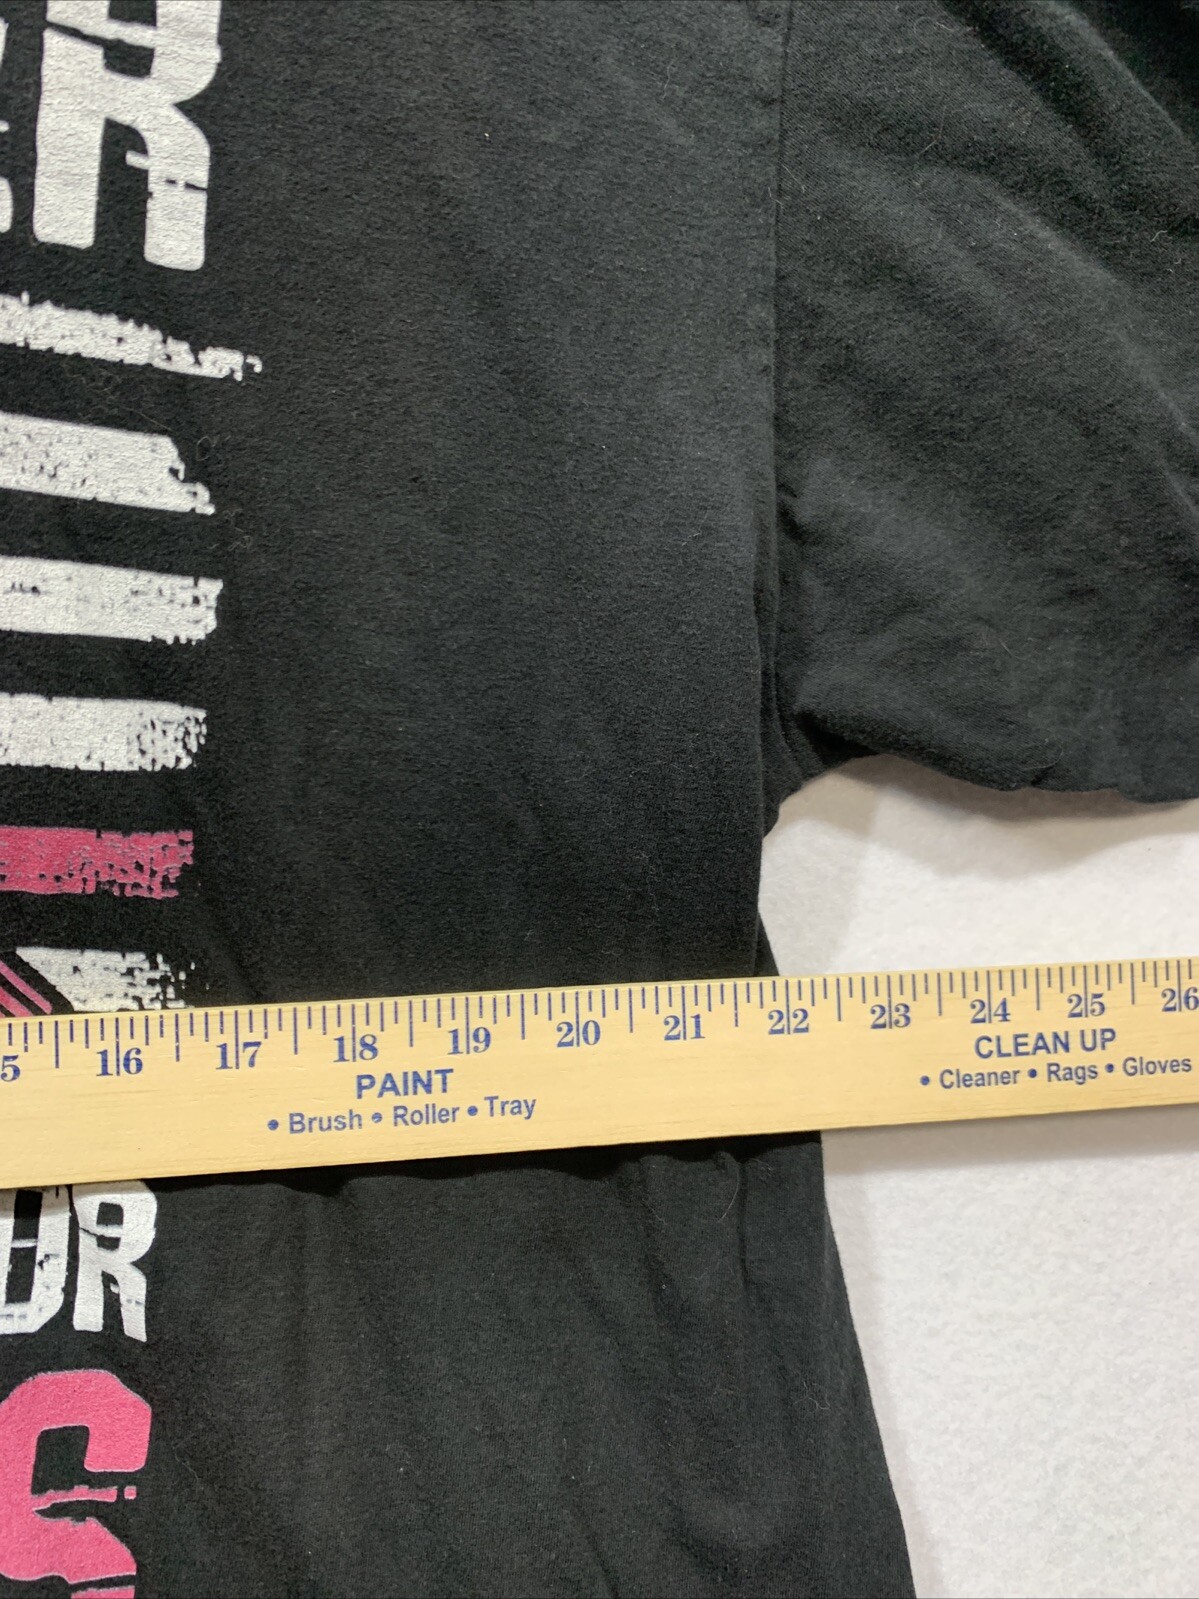 R
16 17 18 19 20 21 22 23 24 25 26
PAINT
• Brush • Roller • Tray
CLEAN UP
• Cleaner • Rags • Gloves
OR
S